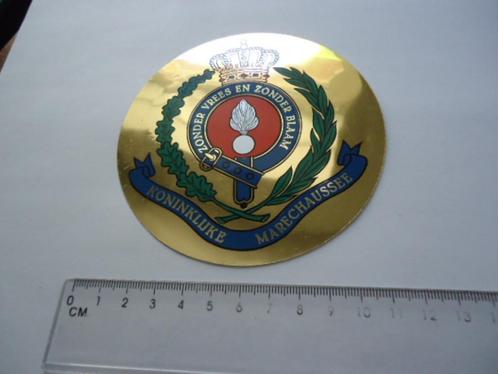 ZONDER VREES EN ZONDER BLAAM
KONINKLIJKE MARECHAUSSEE
0 1 2 3 4 5 6 7 8 9 10 11 12 13
CM